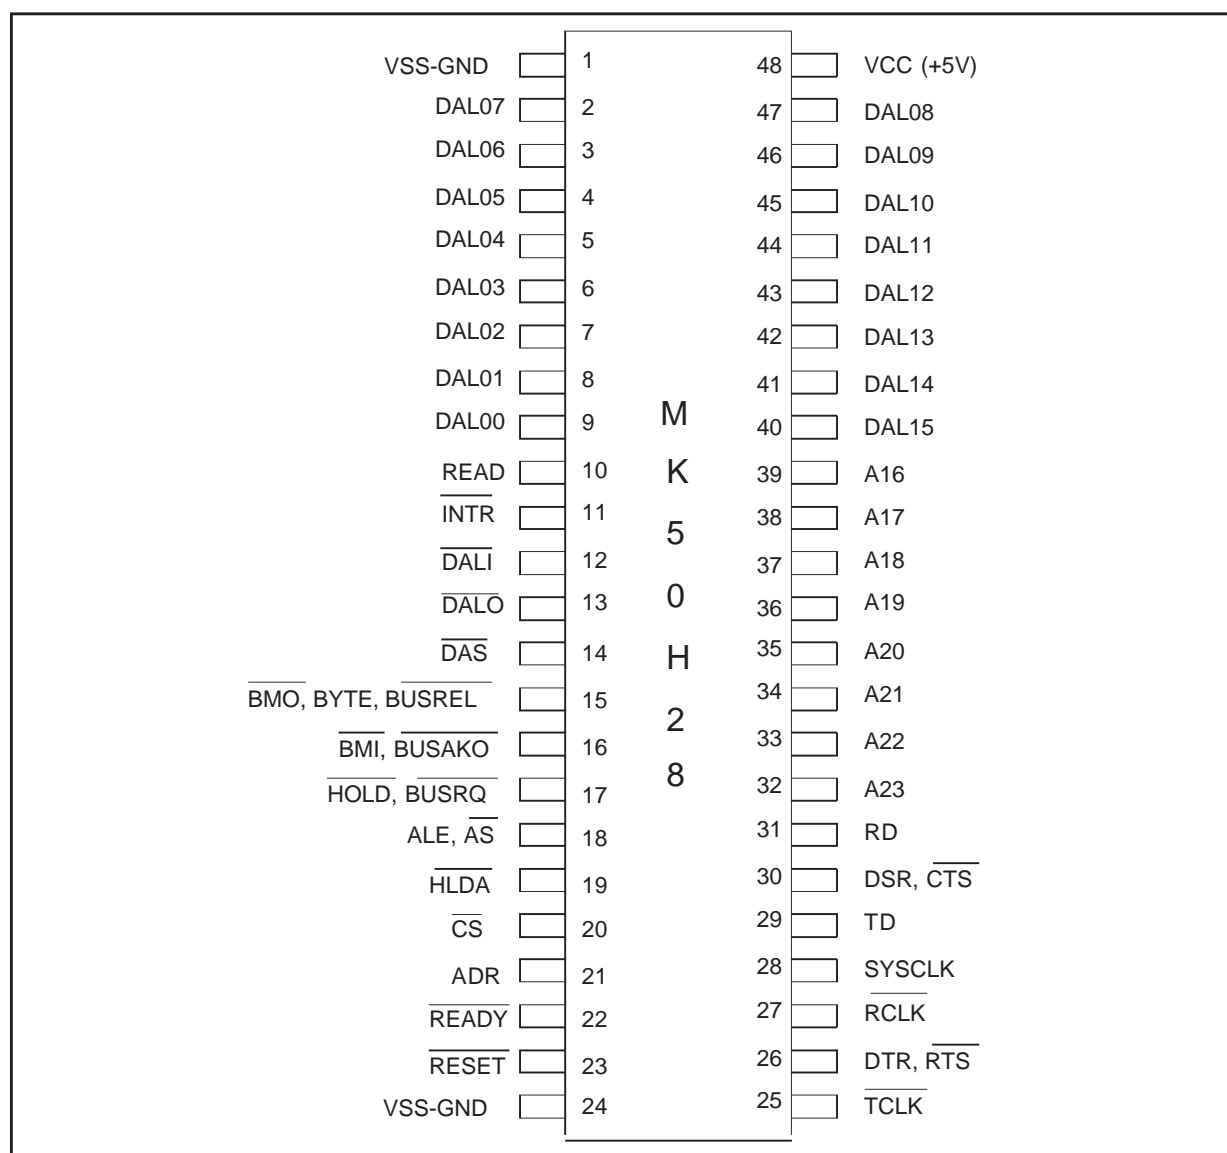 VSS-GND 1 48 VCC (+5V)
DAL07 2 47 DAL08
DAL06 3 46 DAL09
DAL05 4 45 DAL10
DAL04 5 44 DAL11
DAL03 6 43 DAL12
DAL02 7 42 DAL13
DAL01 8 41 DAL14
DAL00 9 40 DAL15
READ 10 39 A16
INTR 11 38 A17
DALI 12 37 A18
DALO 13 36 A19
DAS 14 35 A20
BMO, BYTE, BUSREL 15 34 A21
BMI, BUSAKO 16 33 A22
HOLD, BUSRQ 17 32 A23
ALE, AS 18 31 RD
HLDA 19 30 DSR, CTS
CS 20 29 TD
ADR 21 28 SYSCLK
READY 22 27 RCLK
RESET 23 26 DTR, RTS
VSS-GND 24 25 TCLK
M
K
5
0
H
2
8